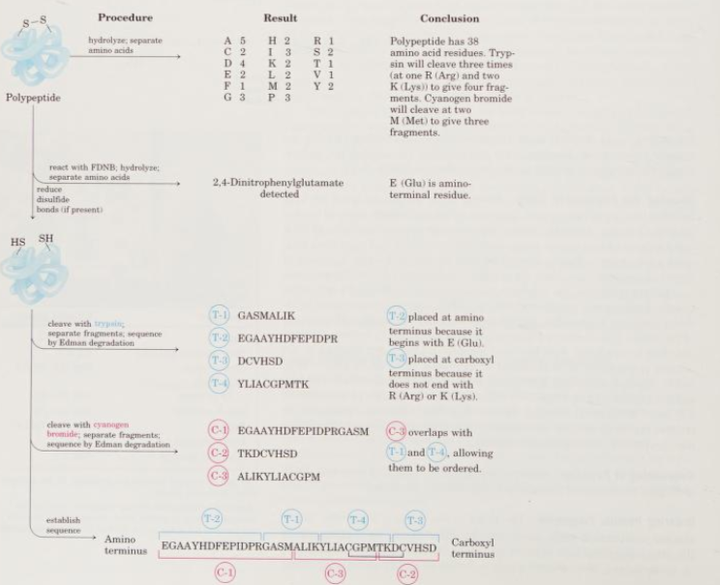 Procedure Result Conclusion
S–S
hydrolyze; separate
amino acids
A 5 H 2 R 1
C 2 I 3 S 2
D 4 K 2 T 1
E 2 L 2 V 1
F 1 M 2 Y 2
G 3 P 3
Polypeptide has 38
amino acid residues. Tryp-
sin will cleave three times
(at one R (Arg) and two
K (Lys)) to give four frag-
ments. Cyanogen bromide
will cleave at two
M (Met) to give three
fragments.
Polypeptide
react with FDNB; hydrolyze;
separate amino acids
2,4-Dinitrophenylglutamate
detected
E (Glu) is amino-
terminal residue.
reduce
disulfide
bonds (if present)
HS SH
cleave with trypsin;
separate fragments; sequence
by Edman degradation
T-1 GASMALIK
T-2 EGAAYHDFEPIDPR
T-3 DCVHSD
T-4 YLIACGPMTK
T-2 placed at amino
terminus because it
begins with E (Glu).
T-3 placed at carboxyl
terminus because it
does not end with
R (Arg) or K (Lys).
cleave with cyanogen
bromide; separate fragments;
sequence by Edman degradation
C-1 EGAAYHDFEPIDPRGASM
C-2 TKDCVHSD
C-3 ALIKYLIACGPM
C-3 overlaps with
T-1 and T-4, allowing
them to be ordered.
establish
sequence
T-2 T-1 T-4 T-3
Amino
terminus
EGAAYHDFEPIDPRGASMALIKYLIACGPMTKDCVHSD
Carboxyl
terminus
C-1 C-3 C-2